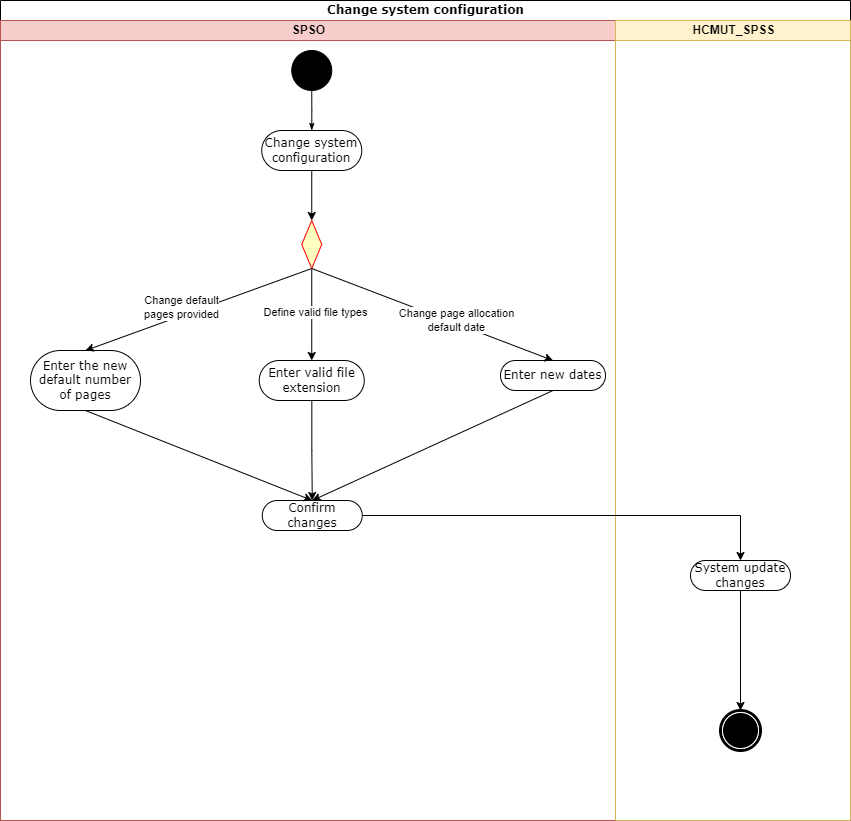 Change system configuration
SPSO
HCMUT_SPSS
Change system
configuration
Change default
pages provided
Define valid file types
Change page allocation
default date
Enter the new
default number
of pages
Enter valid file
extension
Enter new dates
Confirm
changes
System update
changes